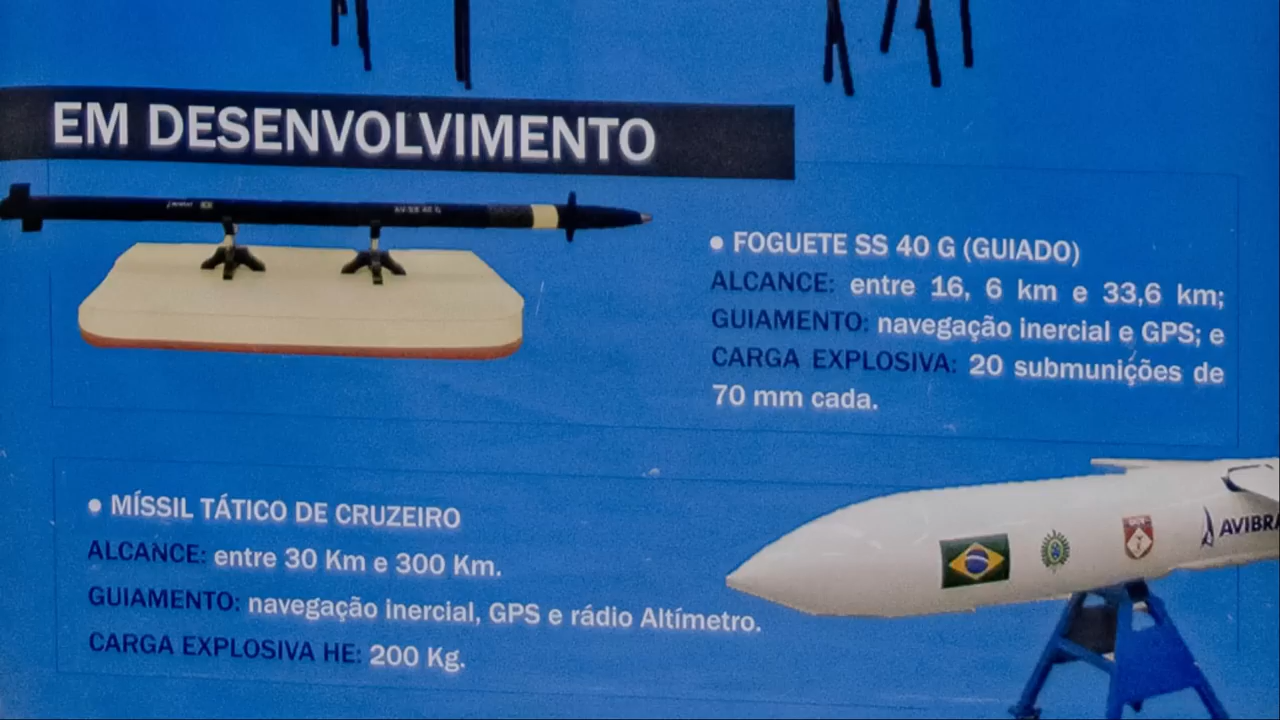 EM DESENVOLVIMENTO
• FOGUETE SS 40 G (GUIADO)
ALCANCE: entre 16, 6 km e 33,6 km;
GUIAMENTO: navegação inercial e GPS; e
CARGA EXPLOSIVA: 20 submunições de
70 mm cada.
• MÍSSIL TÁTICO DE CRUZEIRO
ALCANCE: entre 30 Km e 300 Km.
GUIAMENTO: navegação inercial, GPS e rádio Altímetro.
CARGA EXPLOSIVA HE: 200 Kg.
AVIBRA